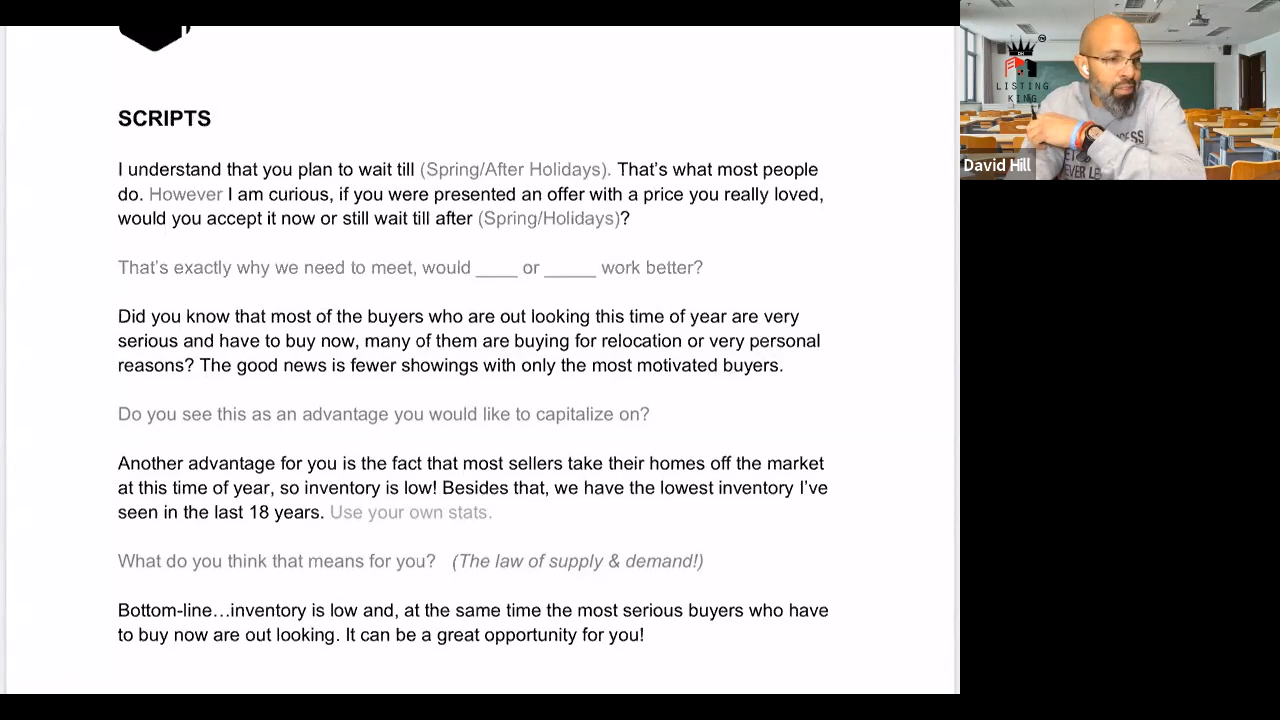 SCRIPTS
I understand that you plan to wait till (Spring/After Holidays). That’s what most people
do. However I am curious, if you were presented an offer with a price you really loved,
would you accept it now or still wait till after (Spring/Holidays)?
That’s exactly why we need to meet, would ____ or _____ work better?
Did you know that most of the buyers who are out looking this time of year are very
serious and have to buy now, many of them are buying for relocation or very personal
reasons? The good news is fewer showings with only the most motivated buyers.
Do you see this as an advantage you would like to capitalize on?
Another advantage for you is the fact that most sellers take their homes off the market
at this time of year, so inventory is low! Besides that, we have the lowest inventory I’ve
seen in the last 18 years. Use your own stats.
What do you think that means for you? (The law of supply & demand!)
Bottom-line…inventory is low and, at the same time the most serious buyers who have
to buy now are out looking. It can be a great opportunity for you!
LISTING
KING
David Hill